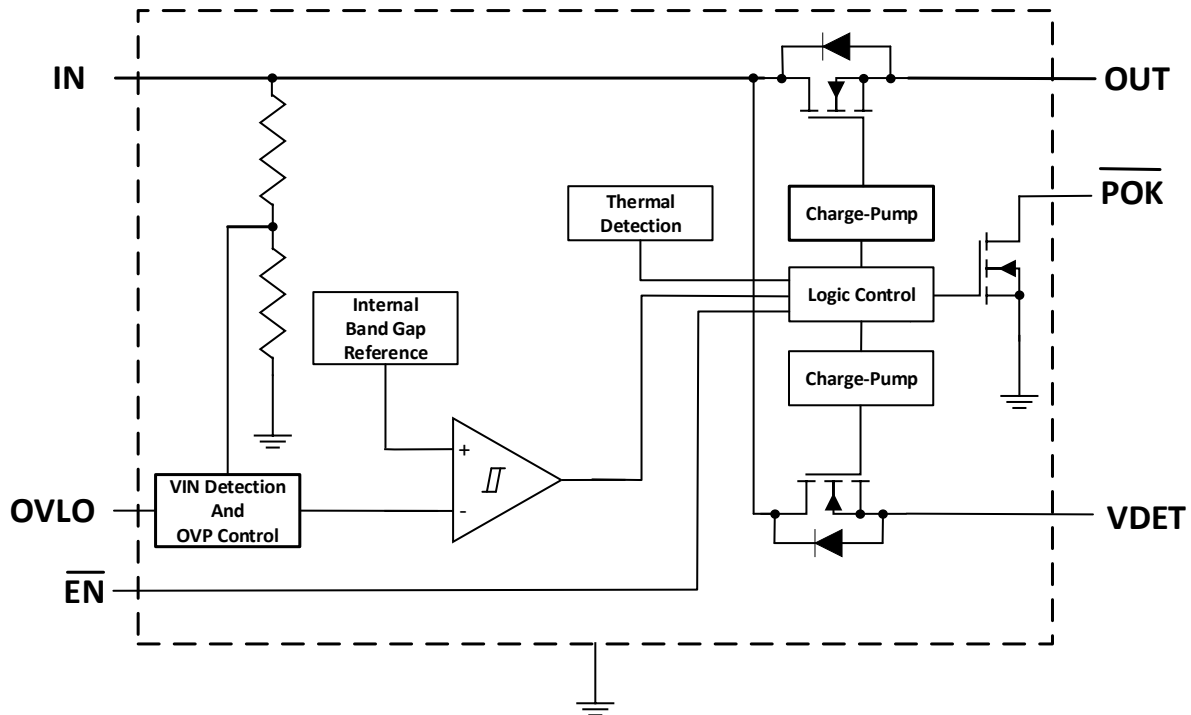 IN
OUT
POK
Thermal
Detection
Charge-Pump
Logic Control
Internal
Band Gap
Reference
Charge-Pump
+
-
VIN Detection
And
OVP Control
OVLO
VDET
EN